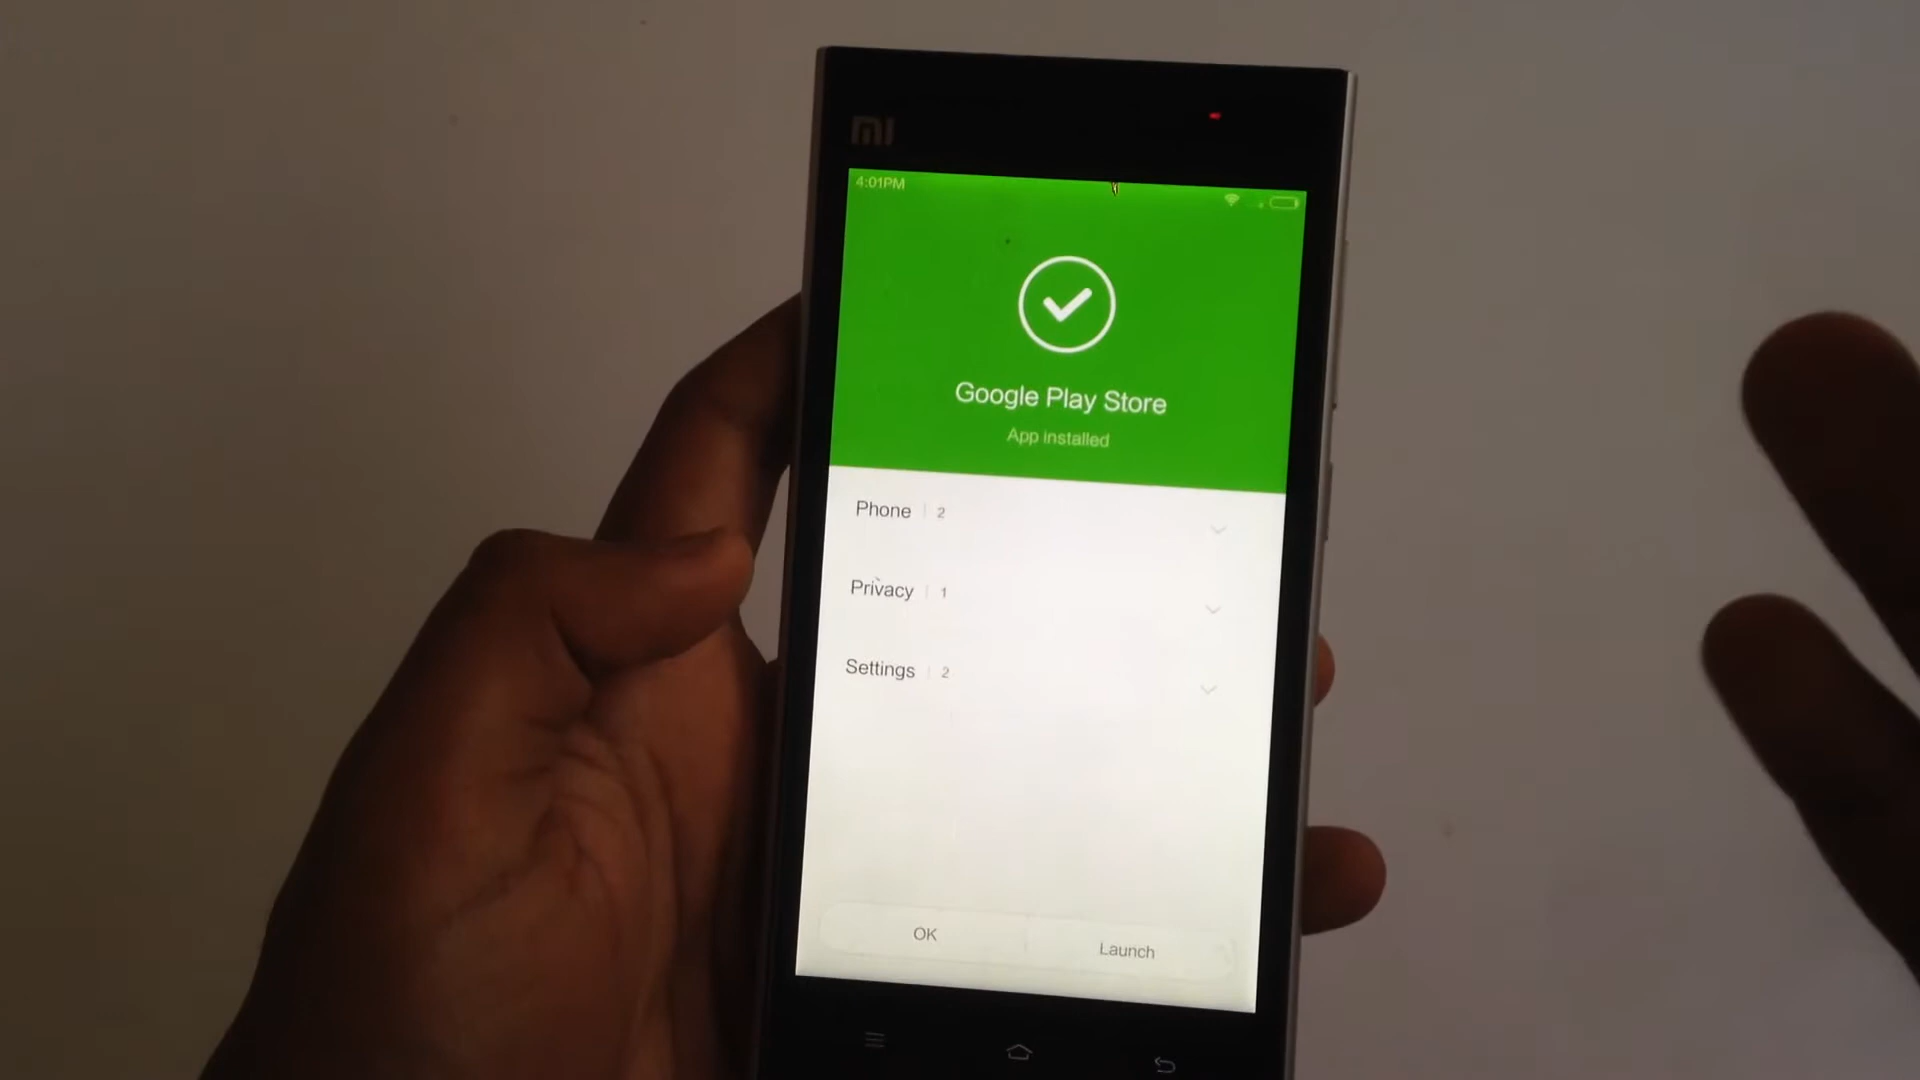 mi
4:01PM
Google Play Store
App installed
Phone | 2
Privacy | 1
Settings | 2
OK
Launch